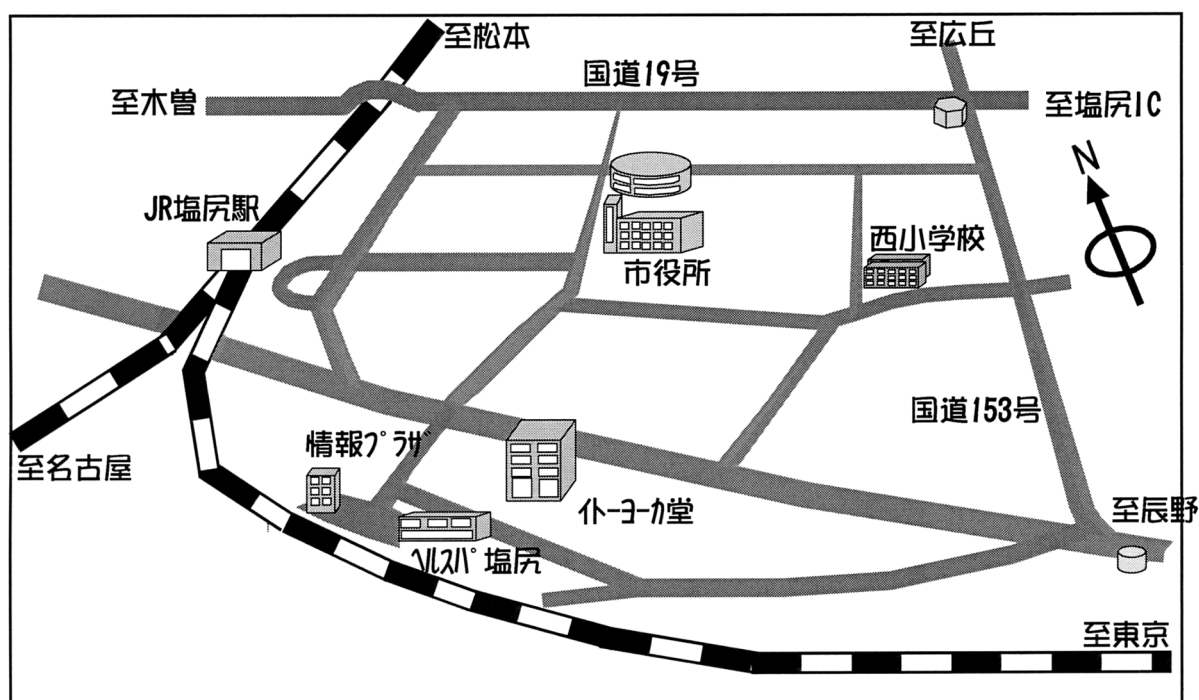 至松本
至広丘
国道19号
至木曽
至塩尻IC
N
JR塩尻駅
西小学校
市役所
国道153号
情報プラザ
至名古屋
イトーヨーカ堂
至辰野
ヘルスパ塩尻
至東京